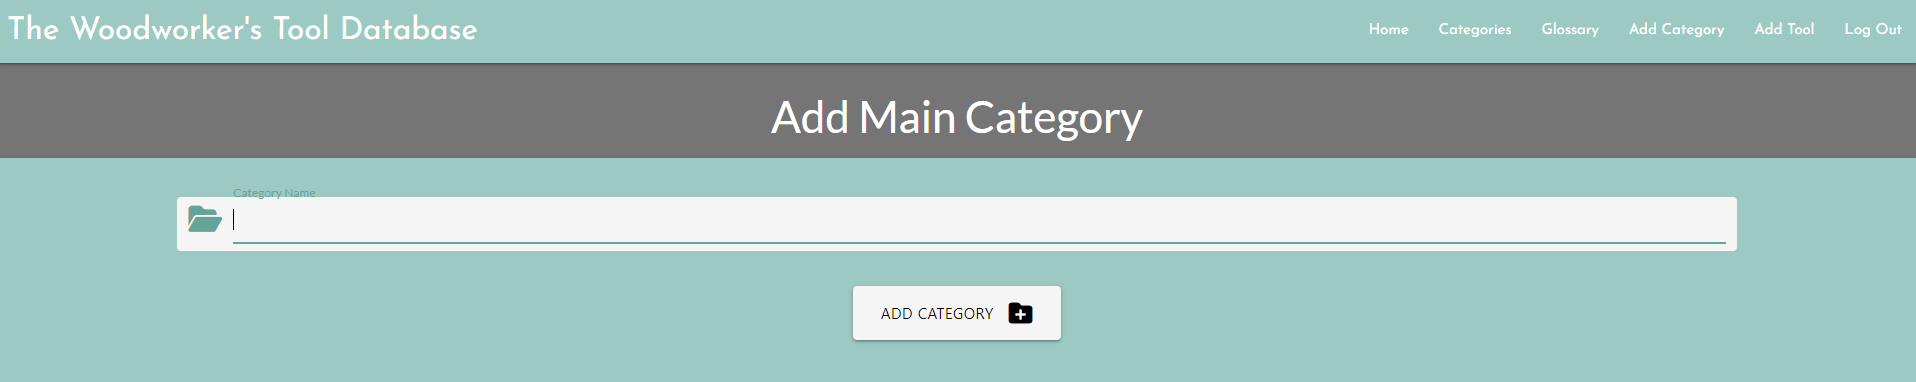 The Woodworker's Tool Database
Home Categories Glossary Add Category Add Tool Log Out
Add Main Category
Category Name
ADD CATEGORY